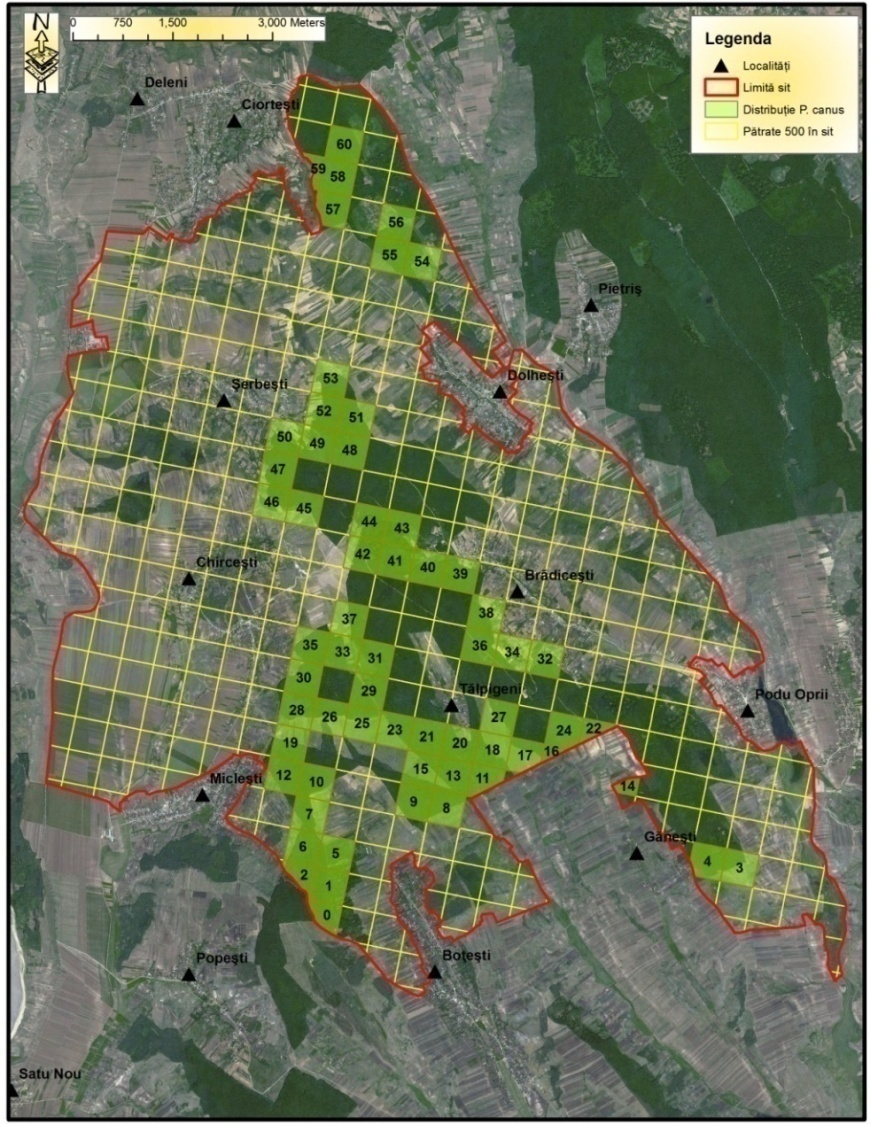 N
0 750 1,500 3,000 Meters
Legenda
Localități
Limită sit
Distribuție P. canus
Pătrate 500 în sit
Deleni
Ciortești
60
59
58
57
56
55
54
Pietriș
53
Șerbești
Dolhești
52
51
50
49
48
47
46
45
44
43
42
41
40
39
Chircești
Brădicești
38
37
36
35
34
33
32
31
30
29
Tălpigeni
Podu Oprii
28
27
26
25
24
23
22
21
20
19
18
17
16
15
14
13
12
11
10
Miclești
9
8
7
6
5
Gănești
4
3
2
1
0
Popești
Botești
Satu Nou